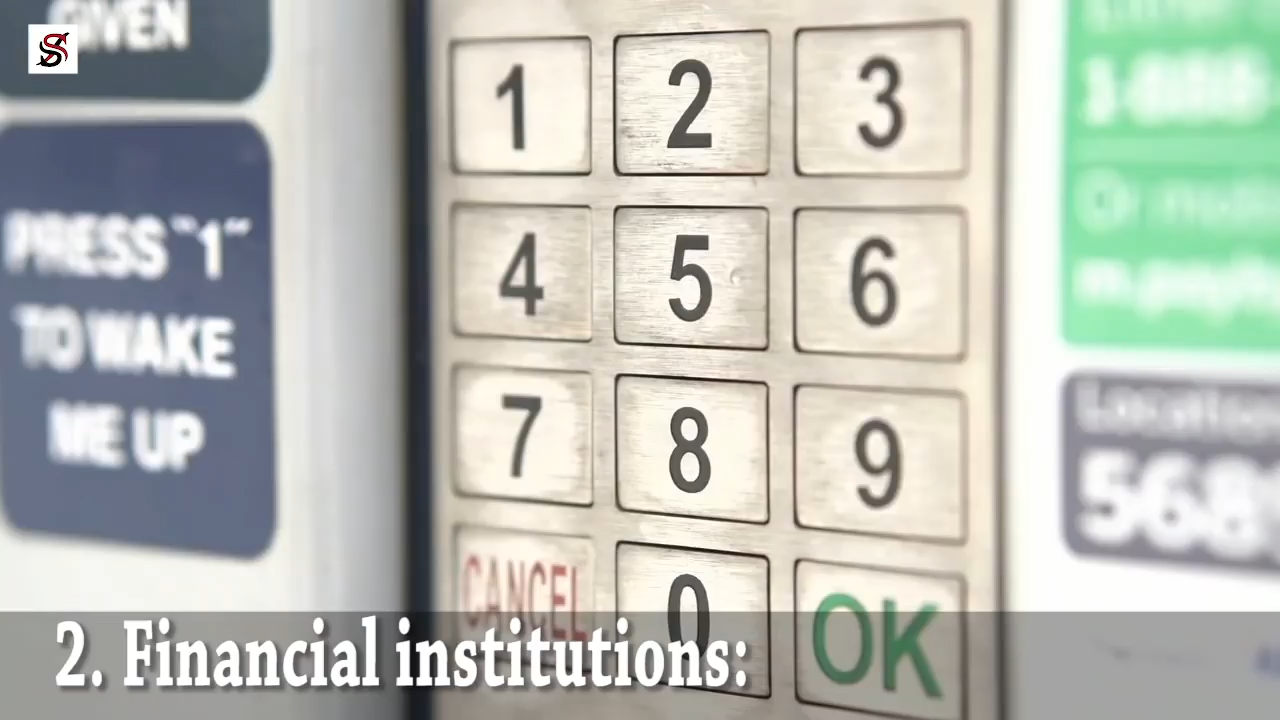 GIVEN
PRESS "1"
TO WAKE
ME UP
1
2
3
4
5
6
7
8
9
CANCEL
0
OK
Location
2. Financial institutions: